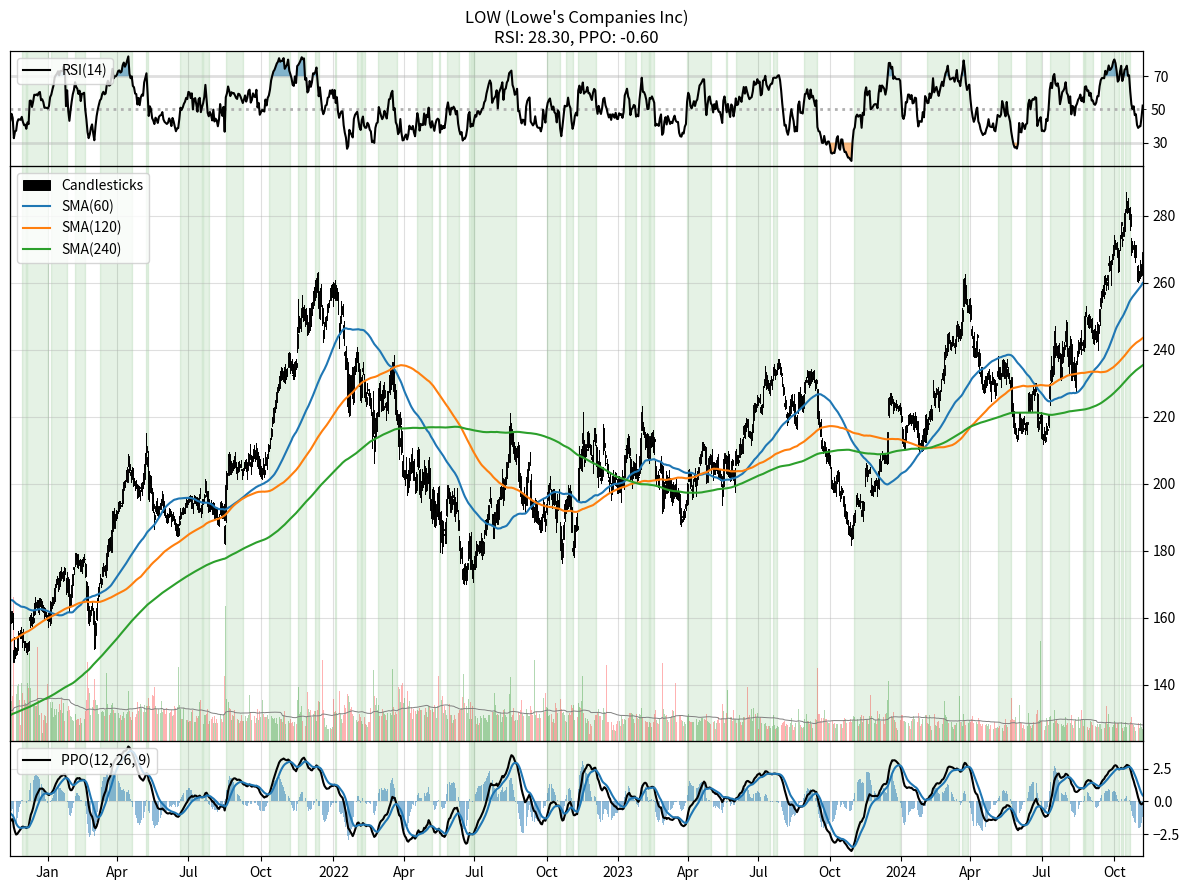 LOW (Lowe's Companies Inc)
RSI: 28.30, PPO: -0.60
RSI(14)
70
50
30
Candlesticks
SMA(60)
SMA(120)
SMA(240)
280
260
240
220
200
180
160
140
PPO(12, 26, 9)
2.5
0.0
−2.5
Jan Apr Jul Oct 2022 Apr Jul Oct 2023 Apr Jul Oct 2024 Apr Jul Oct